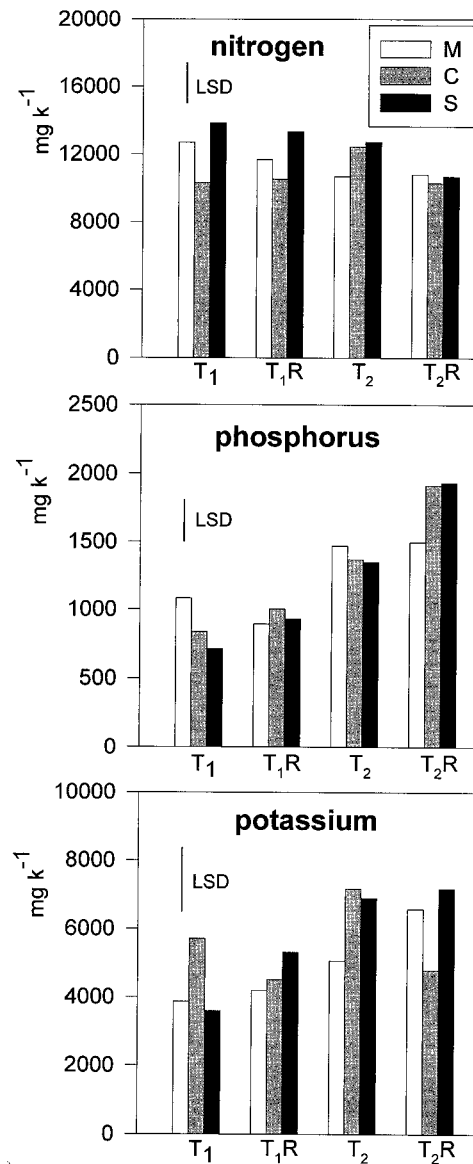 20000
nitrogen
M
C
S
16000
LSD
mg k-1
12000
8000
4000
0
T1 T1R T2 T2R
2500
phosphorus
2000
mg k-1
LSD
1500
1000
500
0
T1 T1R T2 T2R
10000
potassium
8000
LSD
mg k-1
6000
4000
2000
0
T1 T1R T2 T2R